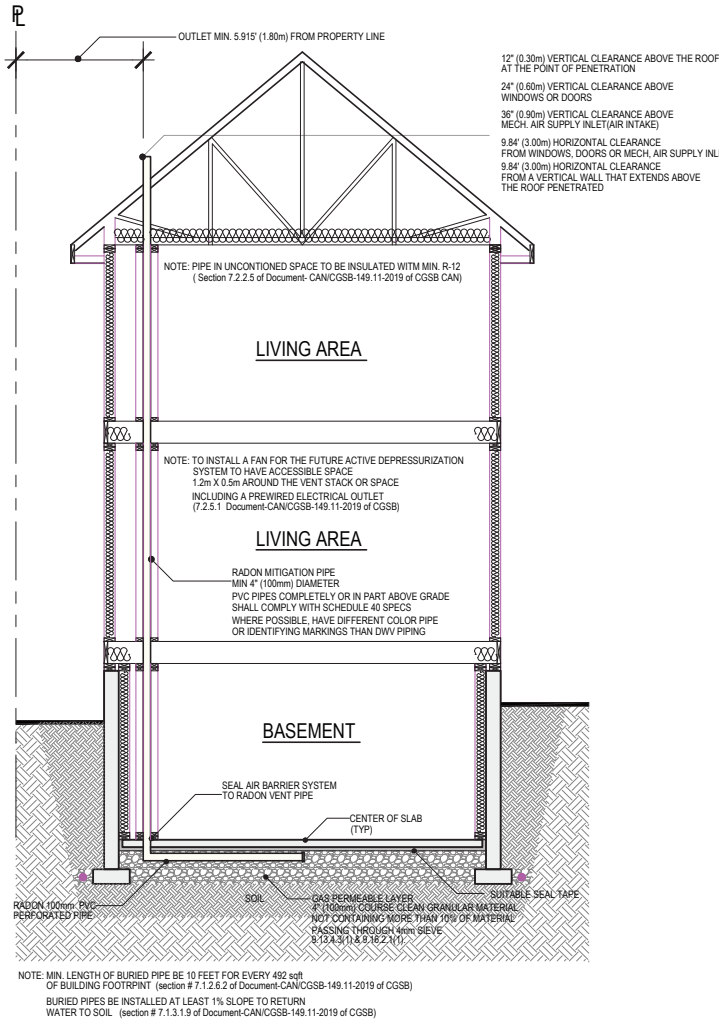 PL
OUTLET MIN. 5.915' (1.80m) FROM PROPERTY LINE
12" (0.30m) VERTICAL CLEARANCE ABOVE THE ROOF
AT THE POINT OF PENETRATION
24" (0.60m) VERTICAL CLEARANCE ABOVE
WINDOWS OR DOORS
36" (0.90m) VERTICAL CLEARANCE ABOVE
MECH. AIR SUPPLY INLET(AIR INTAKE)
9.84' (3.00m) HORIZONTAL CLEARANCE
FROM WINDOWS, DOORS OR MECH, AIR SUPPLY INL
9.84' (3.00m) HORIZONTAL CLEARANCE
FROM A VERTICAL WALL THAT EXTENDS ABOVE
THE ROOF PENETRATED
NOTE: PIPE IN UNCONTIONED SPACE TO BE INSULATED WITM MIN. R-12
( Section 7.2.2.5 of Document- CAN/CGSB-149.11-2019 of CGSB CAN)
LIVING AREA
NOTE: TO INSTALL A FAN FOR THE FUTURE ACTIVE DEPRESSURIZATION
SYSTEM TO HAVE ACCESSIBLE SPACE
1.2m X 0.5m AROUND THE VENT STACK OR SPACE
INCLUDING A PREWIRED ELECTRICAL OUTLET
(7.2.5.1 Document-CAN/CGSB-149.11-2019 of CGSB)
LIVING AREA
RADON MITIGATION PIPE
MIN 4" (100mm) DIAMETER
PVC PIPES COMPLETELY OR IN PART ABOVE GRADE
SHALL COMPLY WITH SCHEDULE 40 SPECS
WHERE POSSIBLE, HAVE DIFFERENT COLOR PIPE
OR IDENTIFYING MARKINGS THAN DWV PIPING
BASEMENT
SEAL AIR BARRIER SYSTEM
TO RADON VENT PIPE
CENTER OF SLAB
(TYP)
SUITABLE SEAL TAPE
RADON 100mm PVC
PERFORATED PIPE
SOIL
GAS PERMEABLE LAYER
4" (100mm) COURSE CLEAN GRANULAR MATERIAL
NOT CONTAINING MORE THAN 10% OF MATERIAL
PASSING THROUGH 4mm SIEVE
9.13.4.3(1) & 9.16.2.1(1)
NOTE: MIN. LENGTH OF BURIED PIPE BE 10 FEET FOR EVERY 492 sqft
OF BUILDING FOOTPRINT (section # 7.1.2.6.2 of Document-CAN/CGSB-149.11-2019 of CGSB)
BURIED PIPES BE INSTALLED AT LEAST 1% SLOPE TO RETURN
WATER TO SOIL (section # 7.1.3.1.9 of Document-CAN/CGSB-149.11-2019 of CGSB)